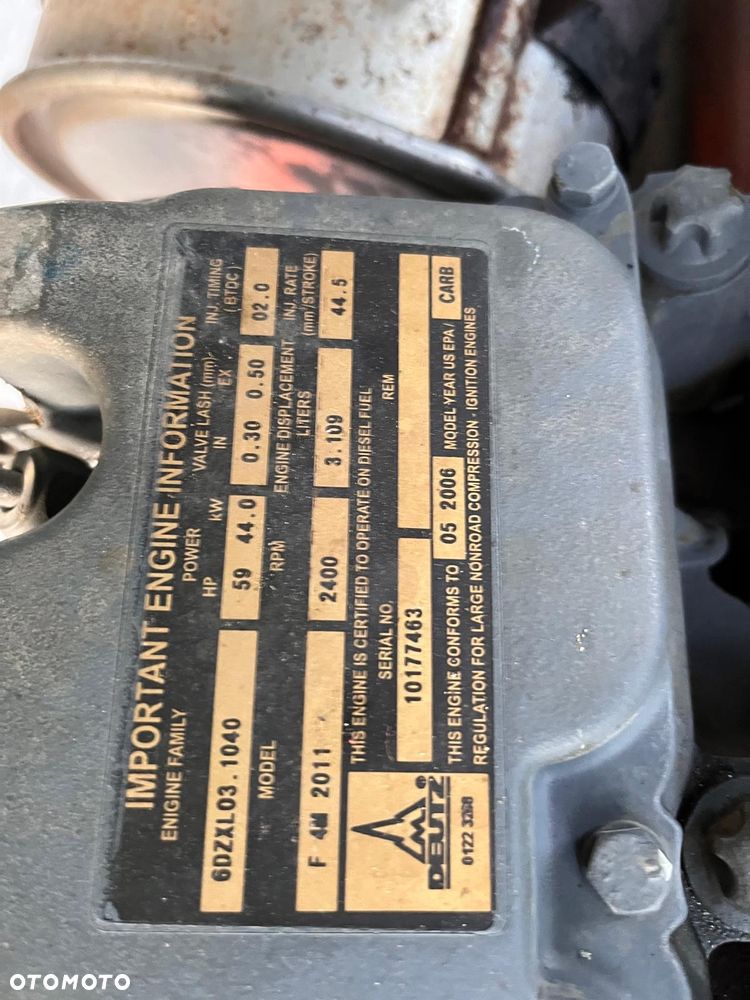 IMPORTANT ENGINE INFORMATION
ENIGINE FAMILY POWER VALVE LASH (mm) INJ. TIMING
HP kW IN EX (BTDC)
6DZXL03.1040 59 44.0 0.30 0.50 02.0
MODEL RPM ENGINE DISPLACEMENT INJ. RATE
LITERS (mm/STROKE)
F 4M 2011 2400 3.109 44.5
THIS ENGINE IS CERTIFIED TO OPERATE ON DIESEL FUEL
SERIAL NO. REM
10177463
THIS ENGINE CONFORMS TO 05 2006 MODEL YEAR US EPA/ CARB
REGULATION FOR LARGE NONROAD COMPRESSION - IGNITION ENGINES
DEUTZ
0122 3268
OTOMOTO